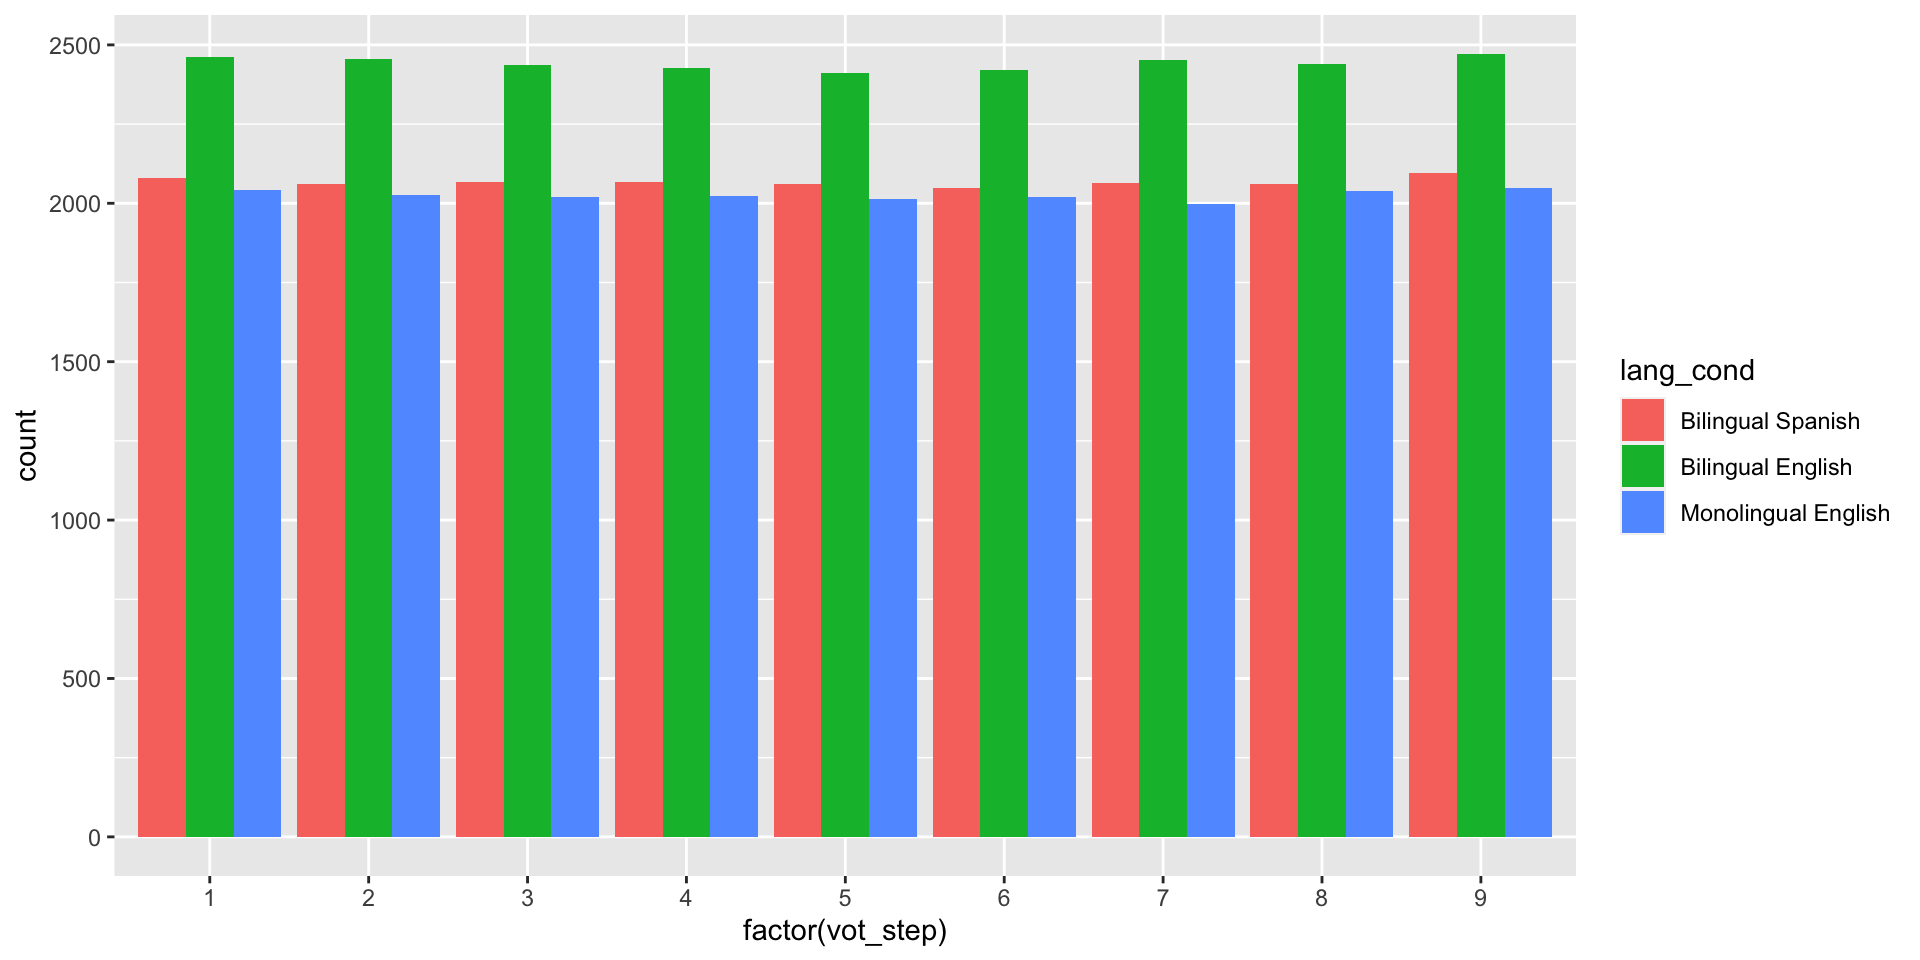 2500
2000
1500
1000
500
0
count
1
2
3
4
5
6
7
8
9
factor(vot_step)
lang_cond
Bilingual Spanish
Bilingual English
Monolingual English